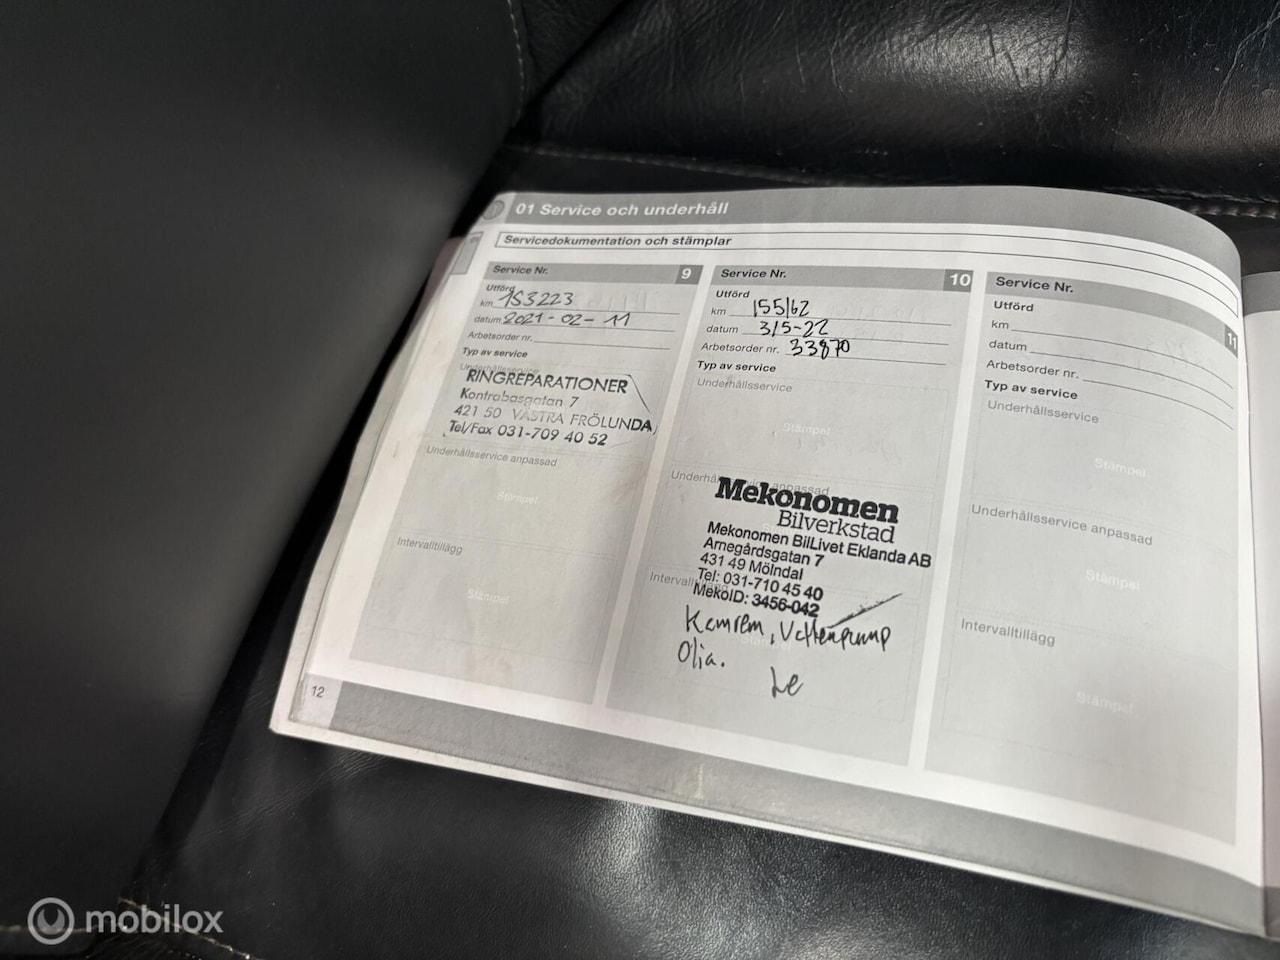 01 Service och underhåll
Servicedokumentation och stämplar
Service Nr. 9
Utförd
km 153223
datum 2021-02-11
Arbetsorder nr.
Typ av service
Underhållsservice
RINGREPARATIONER
Kontrabasgatan 7
421 50 VÄSTRA FRÖLUNDA
Tel/Fax 031-709 40 52
Underhållsservice anpassad
Stämpel
Intervalltillägg
Stämpel
12
Service Nr. 10
Utförd
km 155162
datum 3/5-22
Arbetsorder nr. 33870
Typ av service
Underhållsservice
Stämpel
Underhållsservice anpassad
Mekonomen
Bilverkstad
Mekonomen BilLivet Eklanda AB
Arnegårdsgatan 7
431 49 Mölndal
Tel: 031-710 45 40
MekoID: 3456-042
Intervalltillägg
Kamrem, Vattenpump
Olja.
Service Nr. 11
Utförd
km
datum
Arbetsorder nr.
Typ av service
Underhållsservice
Stämpel
Underhållsservice anpassad
Stämpel
Intervalltillägg
Stämpel
mobilox